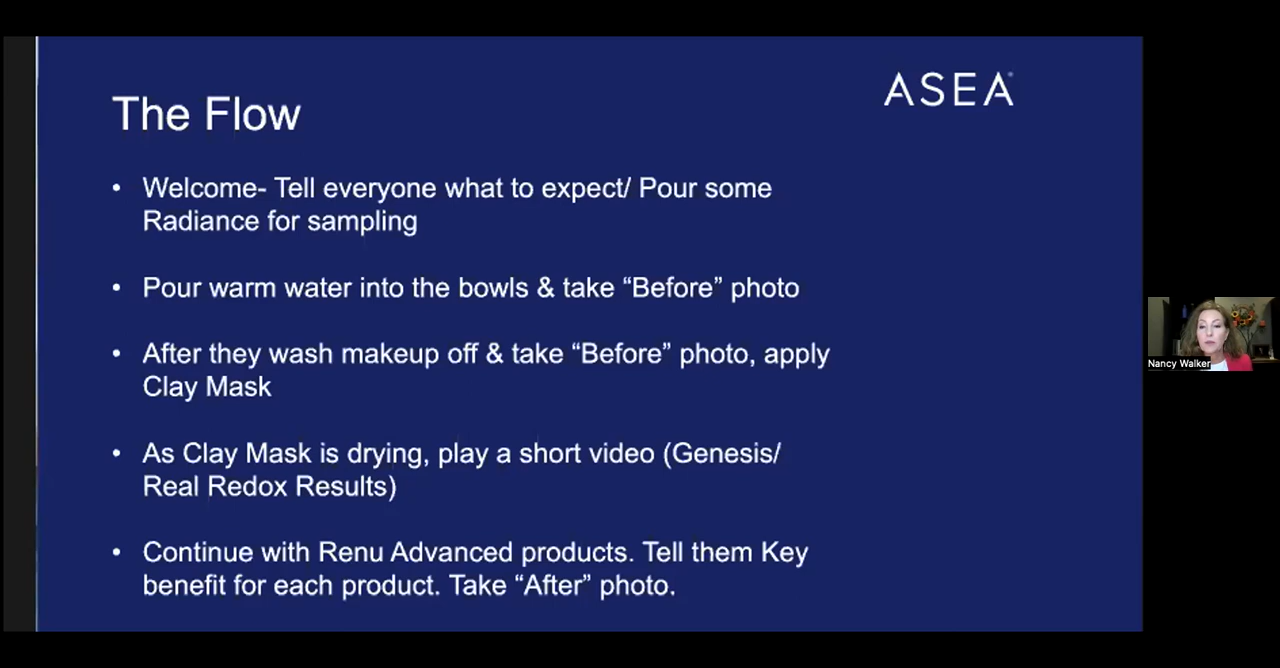 ASEA
The Flow
• Welcome- Tell everyone what to expect/ Pour some
Radiance for sampling
• Pour warm water into the bowls & take “Before” photo
• After they wash makeup off & take “Before” photo, apply
Clay Mask
• As Clay Mask is drying, play a short video (Genesis/
Real Redox Results)
• Continue with Renu Advanced products. Tell them Key
benefit for each product. Take “After” photo.
Nancy Walker